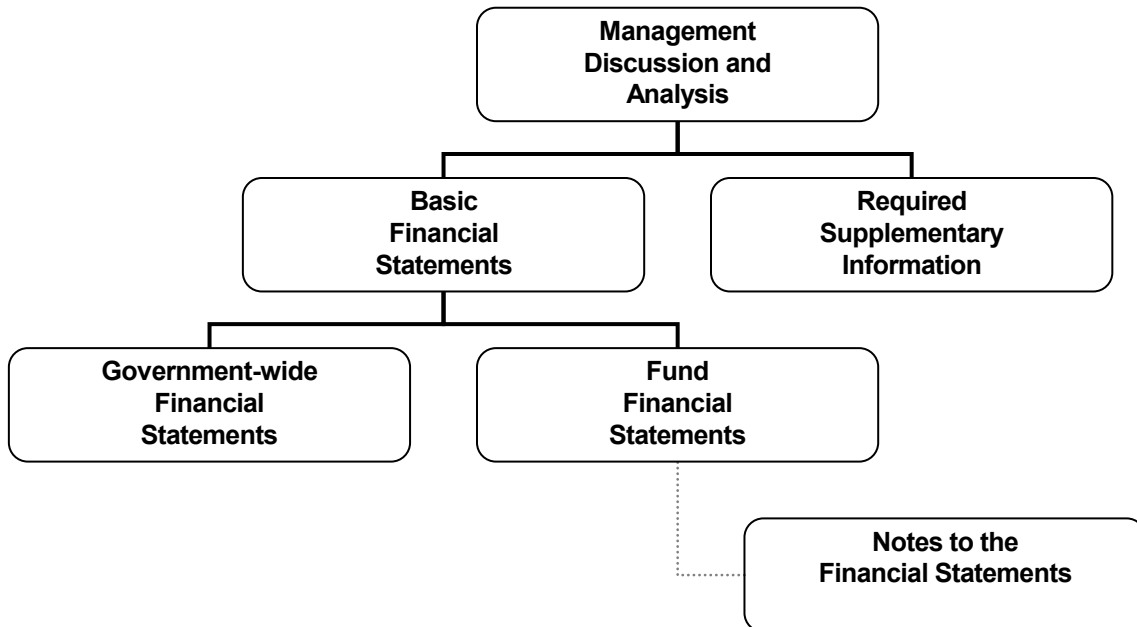 Management
Discussion and
Analysis
Basic
Financial
Statements
Required
Supplementary
Information
Government-wide
Financial
Statements
Fund
Financial
Statements
Notes to the
Financial Statements